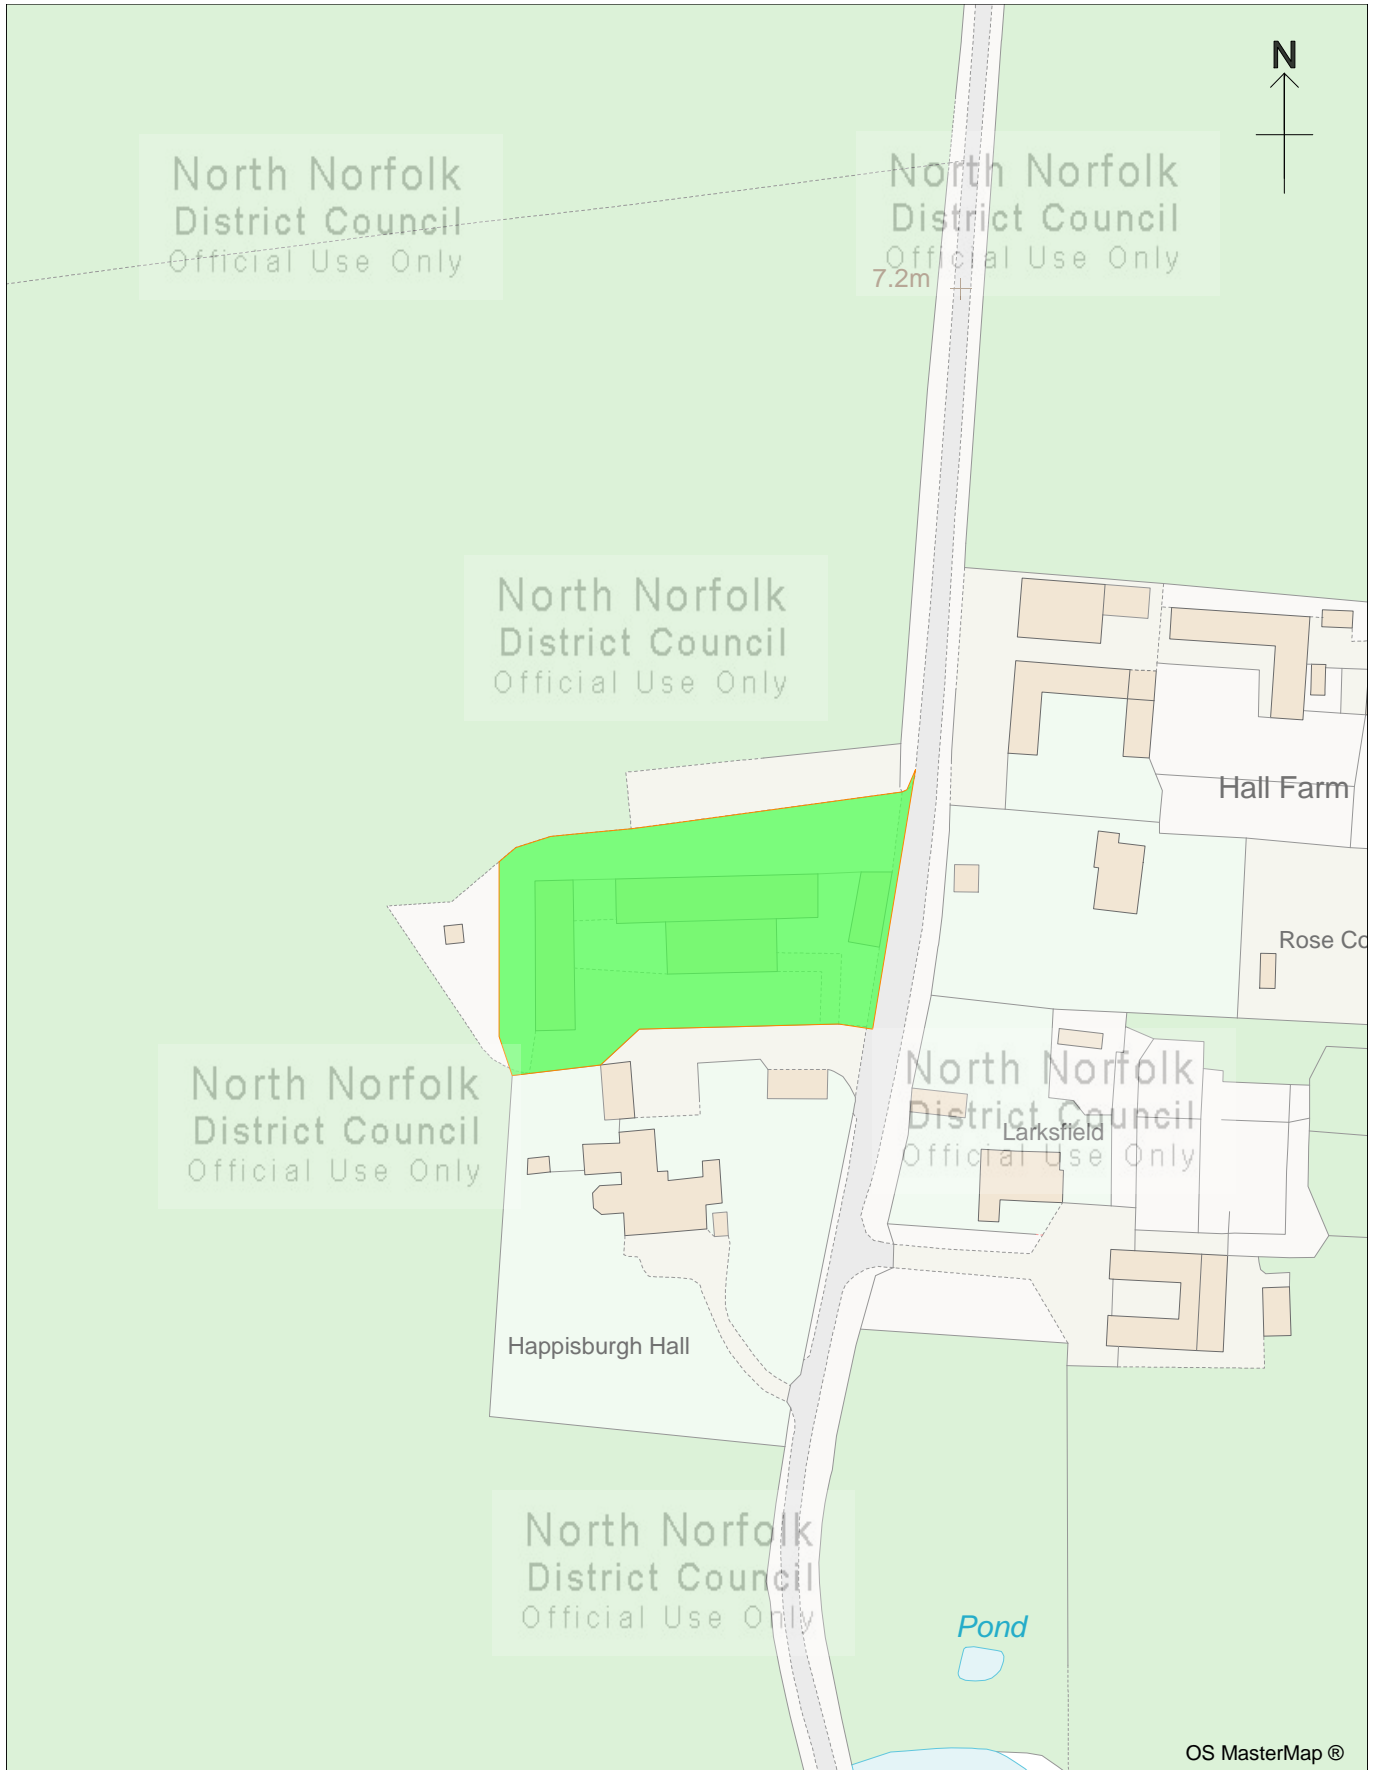 N
North Norfolk
District Council
Official Use Only
North Norfolk
District Council
Official Use Only
7.2m
North Norfolk
District Council
Official Use Only
Hall Farm
Rose Co
North Norfolk
District Council
Official Use Only
North Norfolk
District Council
Official Use Only
Larksfield
Happisburgh Hall
North Norfolk
District Council
Official Use Only
Pond
OS MasterMap ®